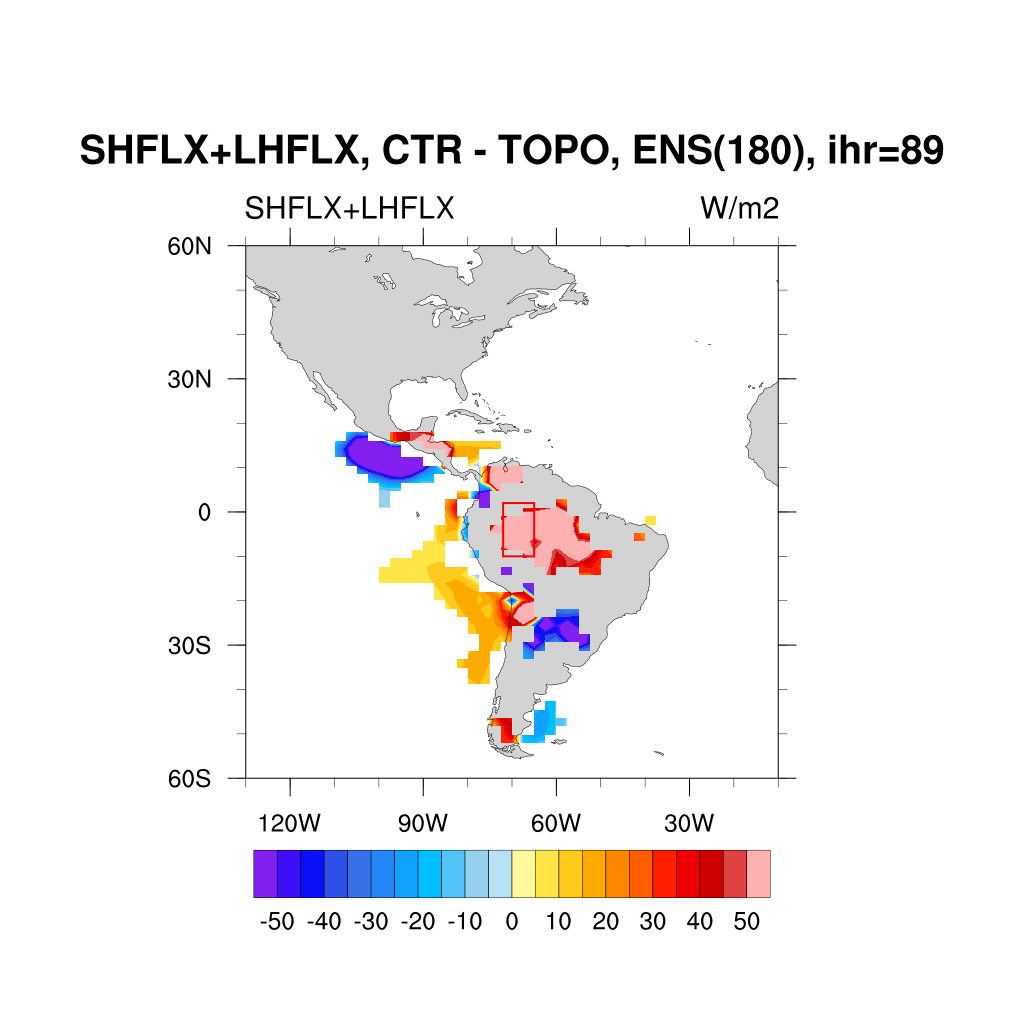 SHFLX+LHFLX, CTR - TOPO, ENS(180), ihr=89
SHFLX+LHFLX W/m2
60N
30N
0
30S
60S
120W 90W 60W 30W
-50 -40 -30 -20 -10 0 10 20 30 40 50